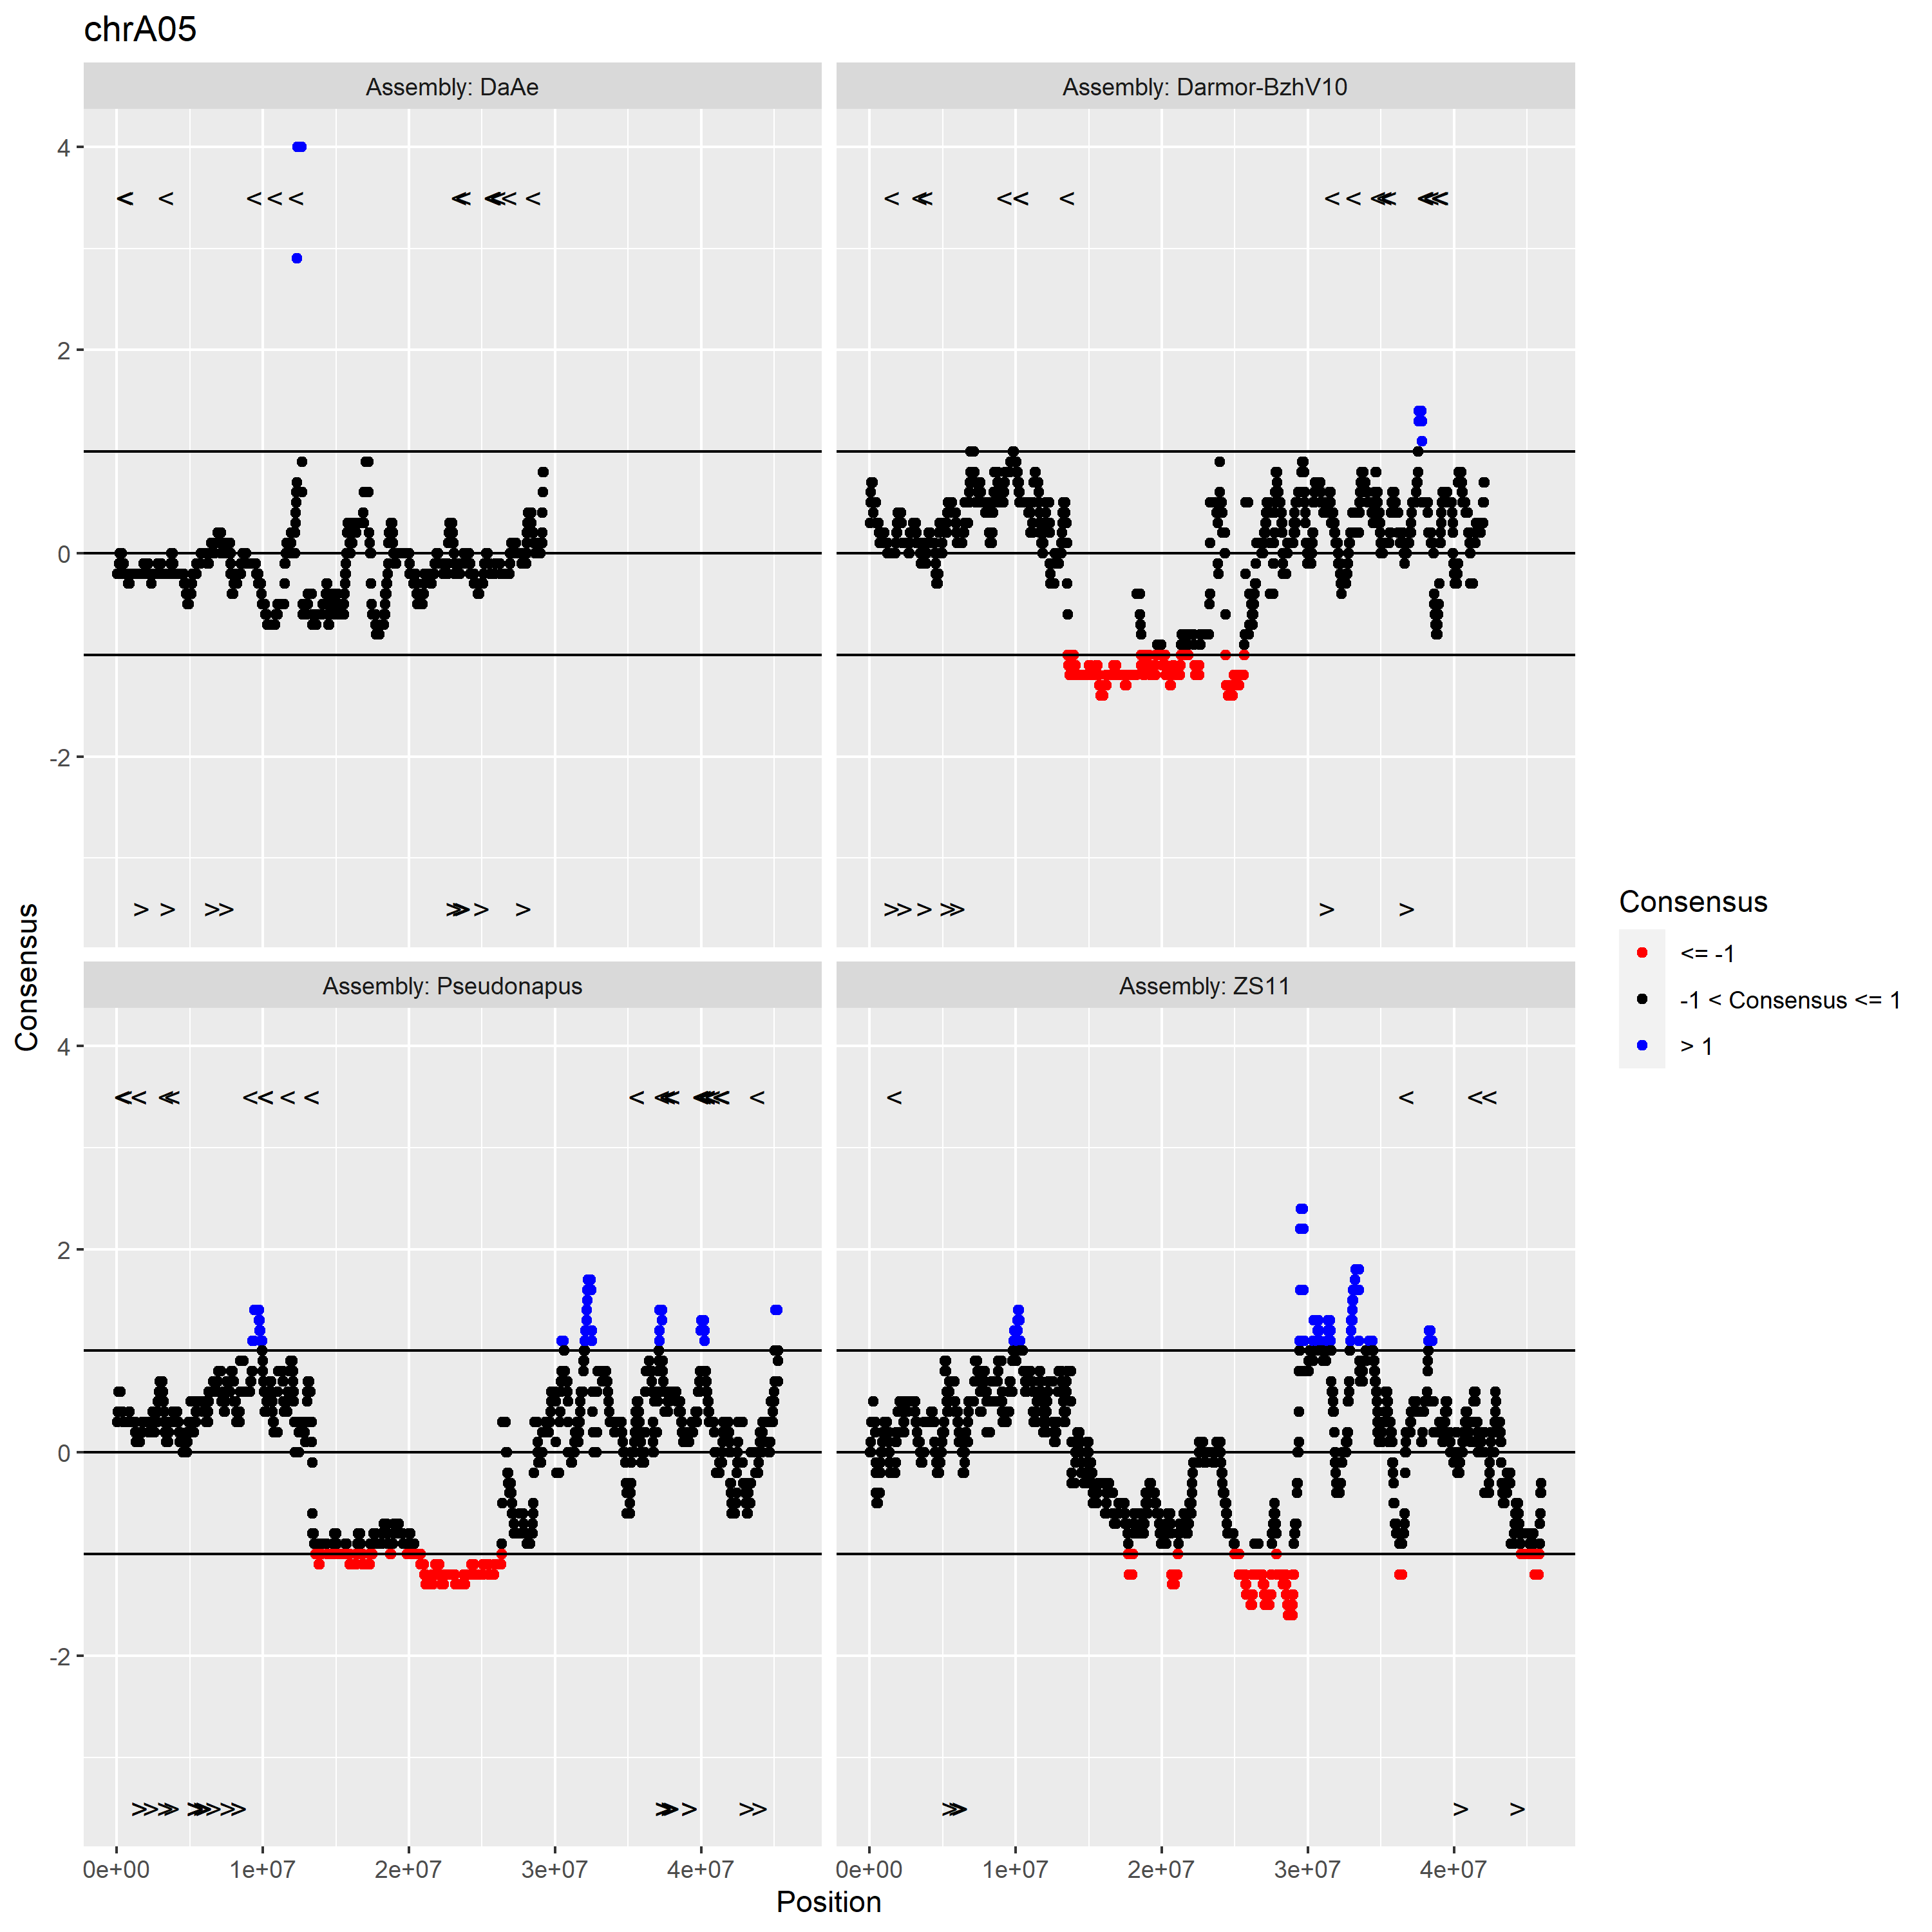 chrA05
Assembly: DaAe
Assembly: Darmor-BzhV10
4
2
0
-2
< < < < < < < < < < < <
< < < < < < < < < < < < < < <
> > > > > > > > >
> > > > > > > >
Consensus
Assembly: Pseudonapus
Assembly: ZS11
4
2
0
-2
0e+00 1e+07 2e+07 3e+07 4e+07
0e+00 1e+07 2e+07 3e+07 4e+07
Position
Consensus
<= -1
-1 < Consensus <= 1
> 1